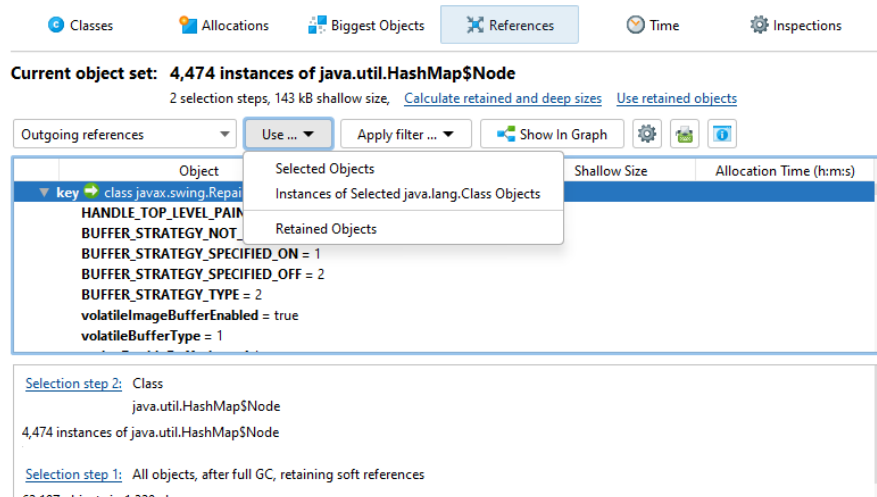 Classes Allocations Biggest Objects References Time Inspections
Current object set: 4,474 instances of java.util.HashMap$Node
2 selection steps, 143 kB shallow size, Calculate retained and deep sizes Use retained objects
Outgoing references Use ... Apply filter ... Show In Graph
Object Shallow Size Allocation Time (h:m:s)
Selected Objects
Instances of Selected java.lang.Class Objects
Retained Objects
key class javax.swing.Repai
HANDLE_TOP_LEVEL_PAIN
BUFFER_STRATEGY_NOT_
BUFFER_STRATEGY_SPECIFIED_ON = 1
BUFFER_STRATEGY_SPECIFIED_OFF = 2
BUFFER_STRATEGY_TYPE = 2
volatileImageBufferEnabled = true
volatileBufferType = 1
Selection step 2: Class
java.util.HashMap$Node
4,474 instances of java.util.HashMap$Node
Selection step 1: All objects, after full GC, retaining soft references